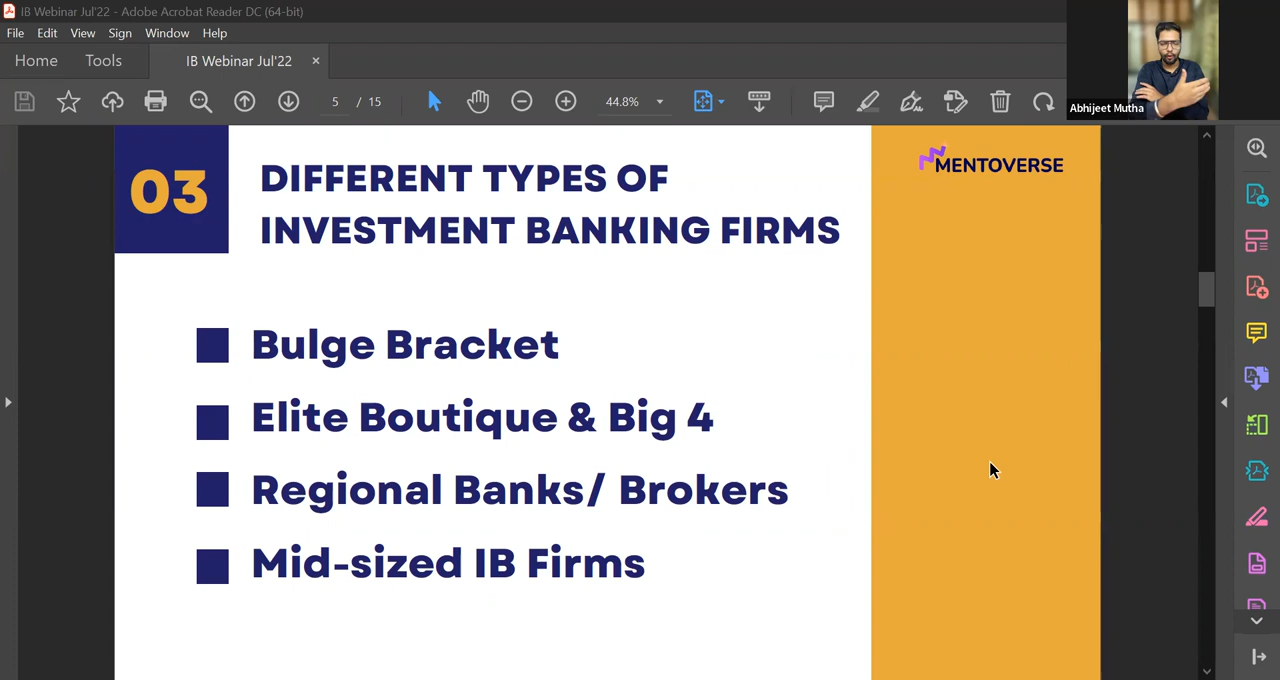 IB Webinar Jul'22 - Adobe Acrobat Reader DC (64-bit)
File Edit View Sign Window Help
Home Tools IB Webinar Jul'22 ×
5 / 15 44.8%
Abhijeet Mutha
03
DIFFERENT TYPES OF
INVESTMENT BANKING FIRMS
MENTOVERSE
Bulge Bracket
Elite Boutique & Big 4
Regional Banks/ Brokers
Mid-sized IB Firms